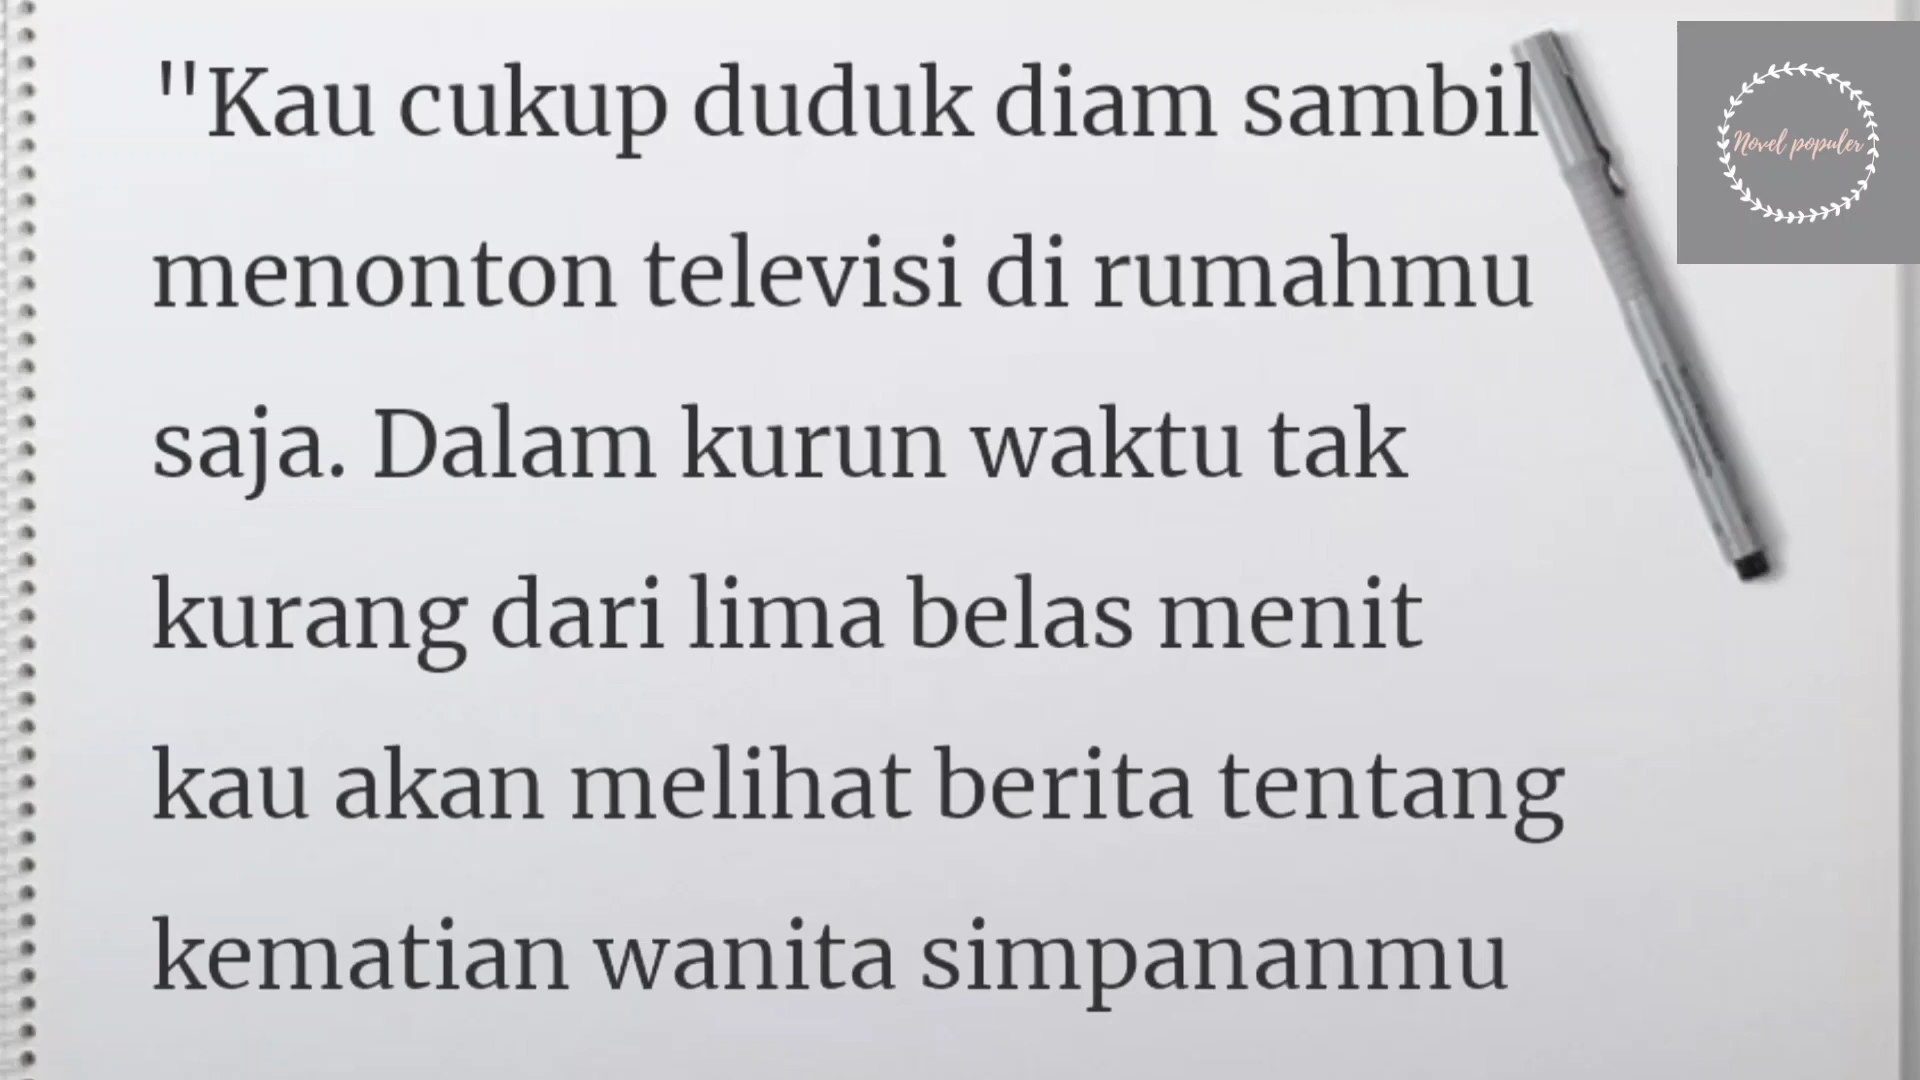 "Kau cukup duduk diam sambil
menonton televisi di rumahmu
saja. Dalam kurun waktu tak
kurang dari lima belas menit
kau akan melihat berita tentang
kematian wanita simpananmu
Novel populer